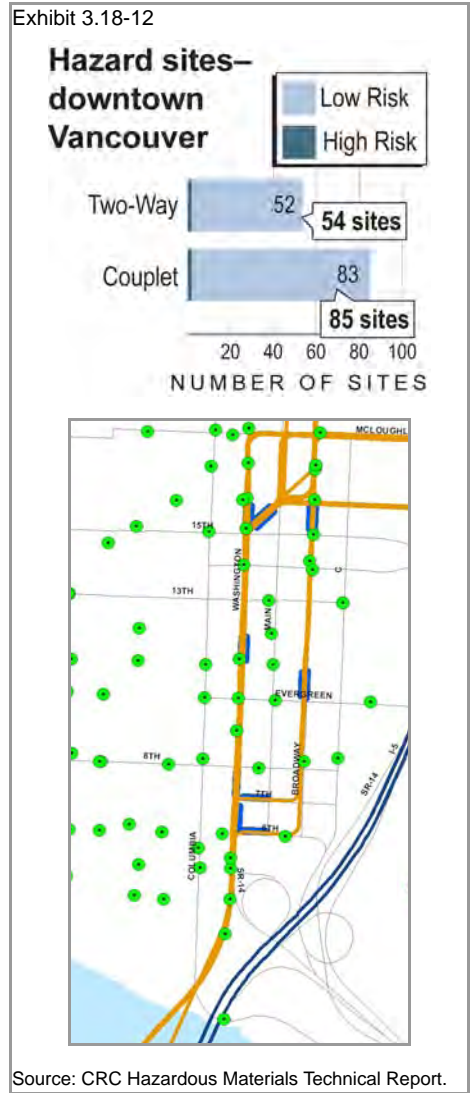 Exhibit 3.18-12
Hazard sites–
downtown
Vancouver
Low Risk
High Risk
Two-Way
52
54 sites
Couplet
83
85 sites
20 40 60 80 100
NUMBER OF SITES
MCLOUGHL
15TH
WASHINGTON
C
13TH
MAIN
EVERGREEN
BROADWAY
I-5
SR-14
8TH
7TH
6TH
COLUMBIA
SR-14
Source: CRC Hazardous Materials Technical Report.